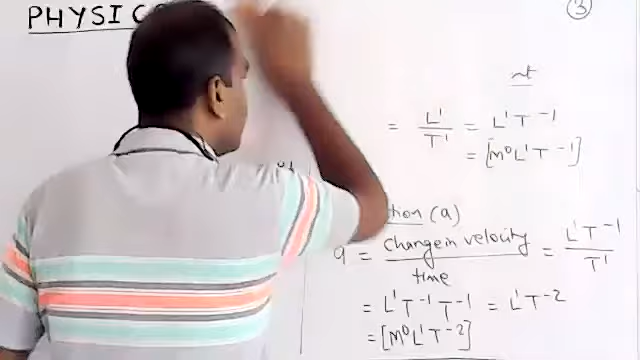 PHYSIC
3
nt
= L¹/T¹ = L¹T⁻¹
= [M⁰L¹T⁻¹]
tion (a)
a = change in velocity/time = L¹T⁻¹/T¹
= L¹T⁻¹T⁻¹ = L¹T⁻²
= [M⁰L¹T⁻²]